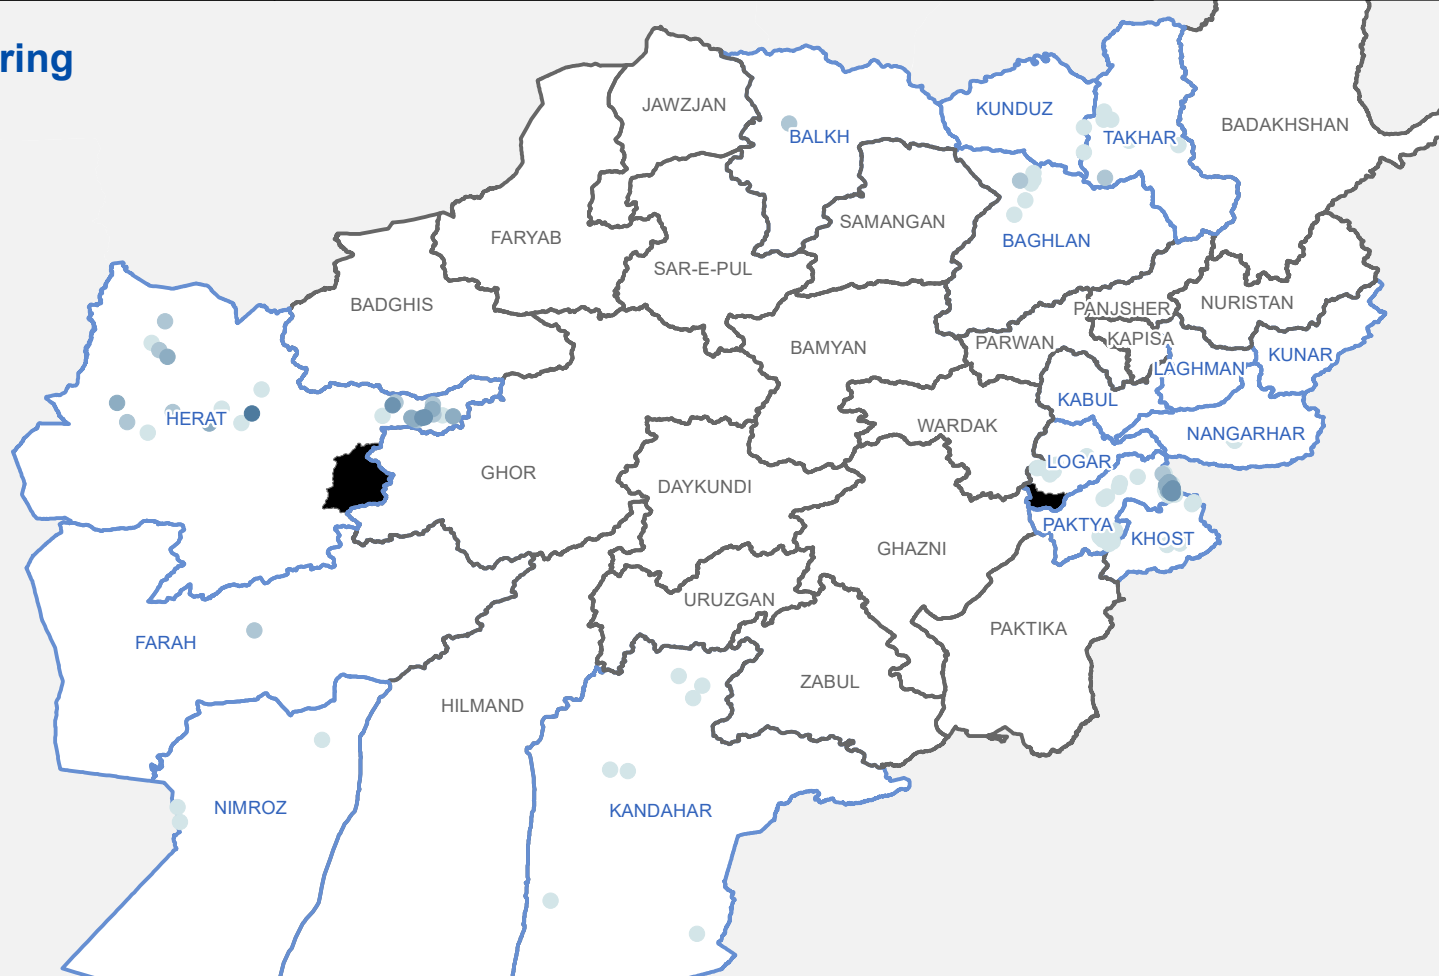 ring
JAWZJAN
BALKH
KUNDUZ
TAKHAR
BADAKHSHAN
SAMANGAN
FARYAB
BAGHLAN
SAR-E-PUL
BADGHIS
PANJSHER
NURISTAN
BAMYAN
PARWAN
KAPISA
LAGHMAN
KUNAR
KABUL
HERAT
WARDAK
NANGARHAR
LOGAR
GHOR
DAYKUNDI
PAKTYA
KHOST
GHAZNI
URUZGAN
PAKTIKA
FARAH
ZABUL
HILMAND
NIMROZ
KANDAHAR